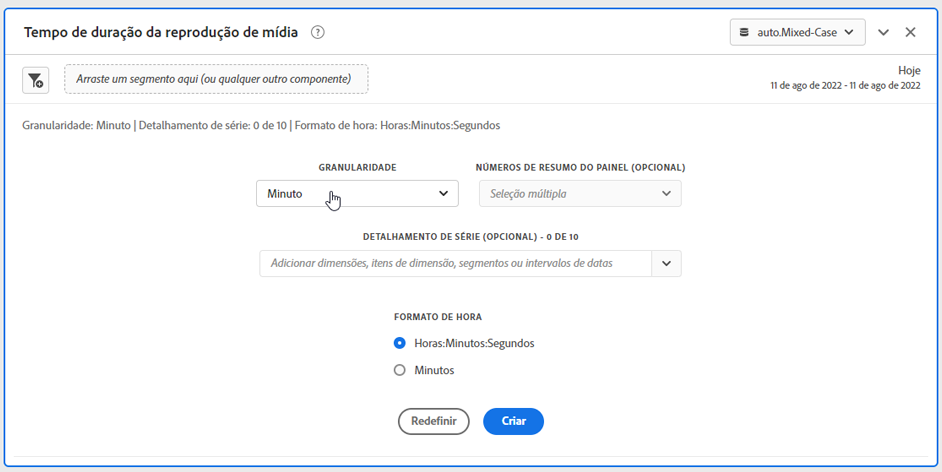 Tempo de duração da reprodução de mídia ?
auto.Mixed-Case
Arraste um segmento aqui (ou qualquer outro componente)
Hoje
11 de ago de 2022 - 11 de ago de 2022
Granularidade: Minuto | Detalhamento de série: 0 de 10 | Formato de hora: Horas:Minutos:Segundos
GRANULARIDADE
NÚMEROS DE RESUMO DO PAINEL (OPCIONAL)
Minuto
Seleção múltipla
DETALHAMENTO DE SÉRIE (OPCIONAL) - 0 DE 10
Adicionar dimensões, itens de dimensão, segmentos ou intervalos de datas
FORMATO DE HORA
Horas:Minutos:Segundos
Minutos
Redefinir
Criar